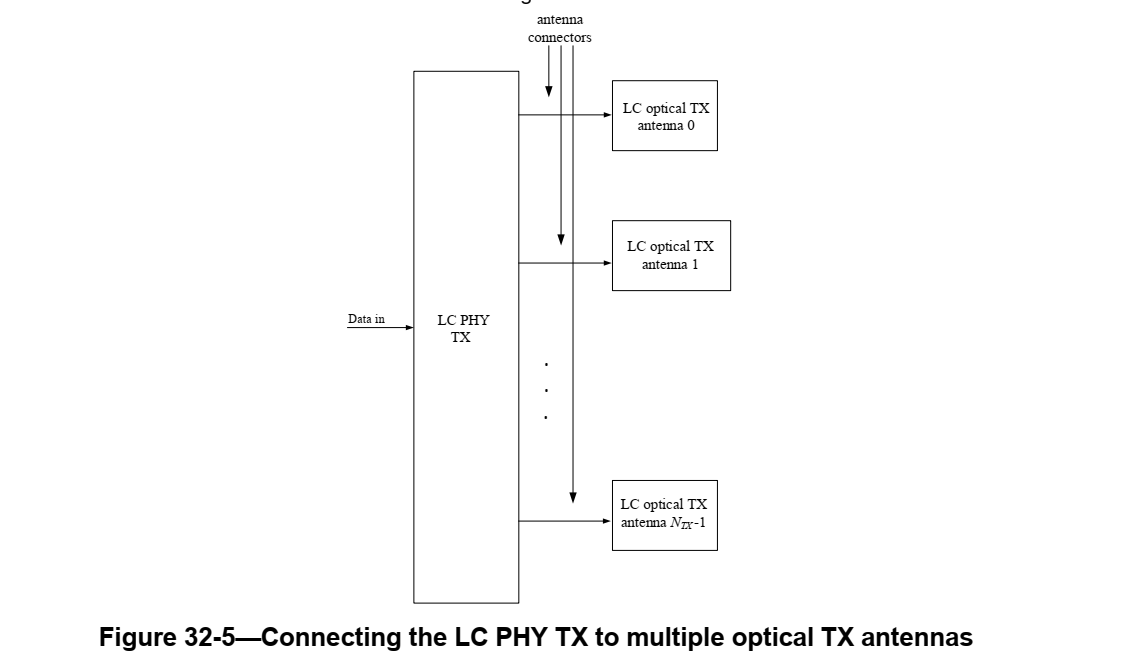 antenna
connectors
LC optical TX
antenna 0
LC optical TX
antenna 1
Data in
LC PHY
TX
.
.
.
LC optical TX
antenna NTX-1
Figure 32-5—Connecting the LC PHY TX to multiple optical TX antennas